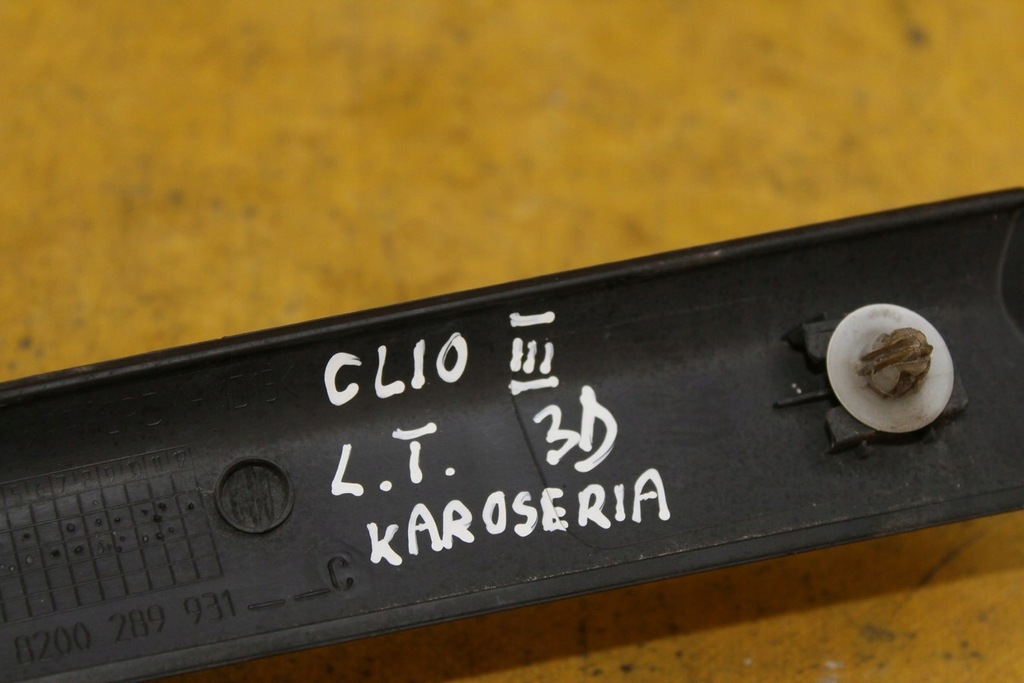 CLIO III
L.T. 3D
KAROSERIA
8200 289 931 -- -- C